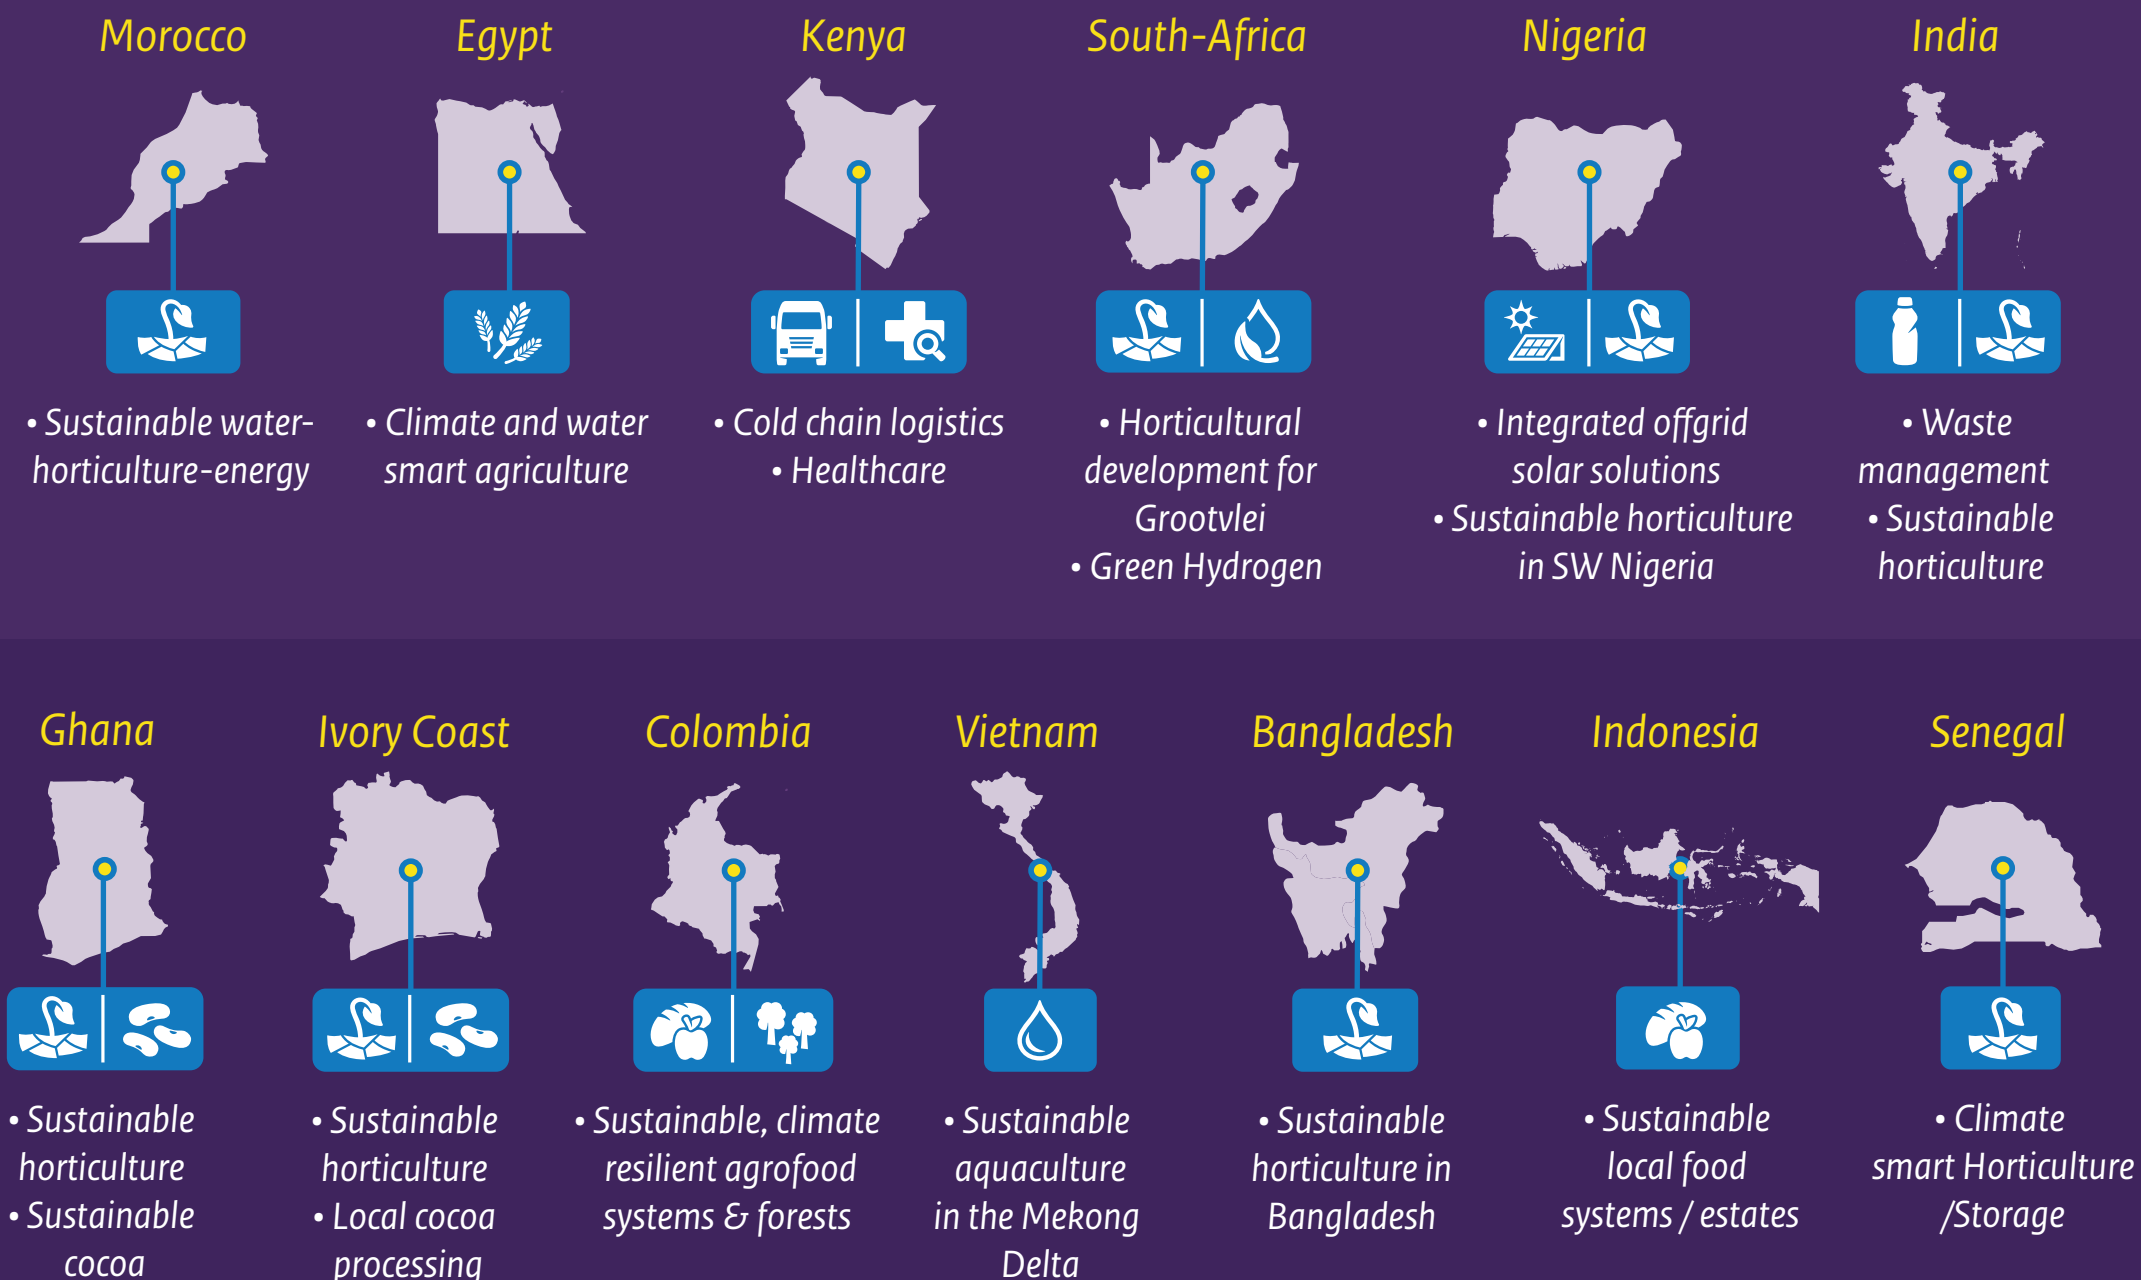 Morocco
• Sustainable water-
horticulture-energy
Egypt
• Climate and water
smart agriculture
Kenya
• Cold chain logistics
• Healthcare
South-Africa
• Horticultural
development for
Grootvlei
• Green Hydrogen
Nigeria
• Integrated offgrid
solar solutions
• Sustainable horticulture
in SW Nigeria
India
• Waste
management
• Sustainable
horticulture
Ghana
• Sustainable
horticulture
• Sustainable
cocoa
Ivory Coast
• Sustainable
horticulture
• Local cocoa
processing
Colombia
• Sustainable, climate
resilient agrofood
systems & forests
Vietnam
• Sustainable
aquaculture
in the Mekong
Delta
Bangladesh
• Sustainable
horticulture in
Bangladesh
Indonesia
• Sustainable
local food
systems / estates
Senegal
• Climate
smart Horticulture
/Storage